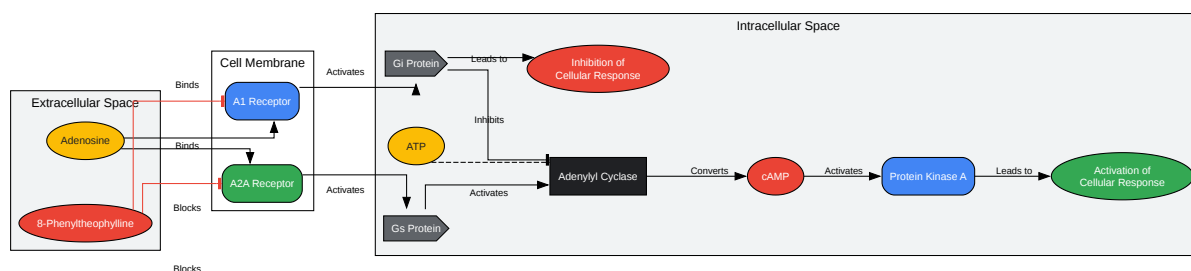 Intracellular Space
Cell Membrane
Extracellular Space
Adenosine
8-Phenyltheophylline
Binds
Binds
Blocks
Blocks
A1 Receptor
A2A Receptor
Activates
Activates
Gi Protein
Leads to
Inhibition of
Cellular Response
Inhibits
ATP
Gs Protein
Activates
Adenylyl Cyclase
Converts
cAMP
Activates
Protein Kinase A
Leads to
Activation of
Cellular Response